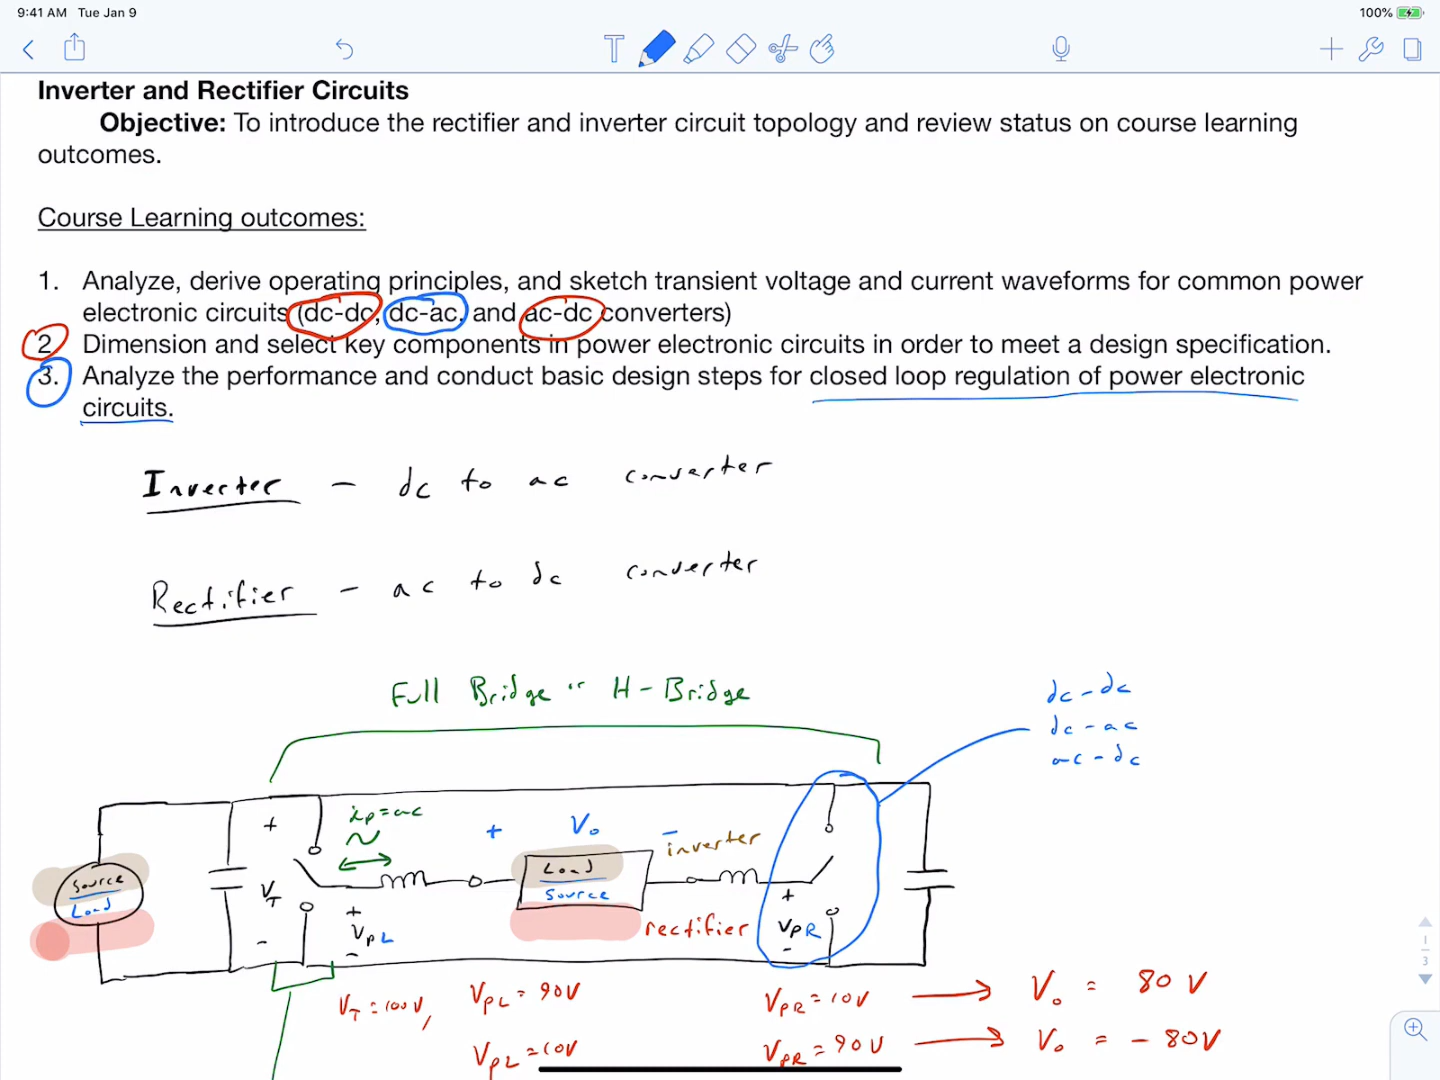 9:41 AM Tue Jan 9
100%
Inverter and Rectifier Circuits
Objective: To introduce the rectifier and inverter circuit topology and review status on course learning
outcomes.
Course Learning outcomes:
1. Analyze, derive operating principles, and sketch transient voltage and current waveforms for common power
electronic circuits (dc-dc, dc-ac, and ac-dc converters)
2. Dimension and select key components in power electronic circuits in order to meet a design specification.
3. Analyze the performance and conduct basic design steps for closed loop regulation of power electronic
circuits.
Inverter - dc to ac converter
Rectifier - ac to dc converter
Full Bridge or H-Bridge
dc-dc
dc-ac
ac-dc
ip=ac
+ Vo -
inverter
+
Source
Load
VT
-
Load
Source
rectifier
+
VPL
-
+
VPR
-
VT = 100V, VPL = 90V VPR = 10V → Vo = 80V
VPL = 10V VPR = 90V → Vo = -80V
1
3
T